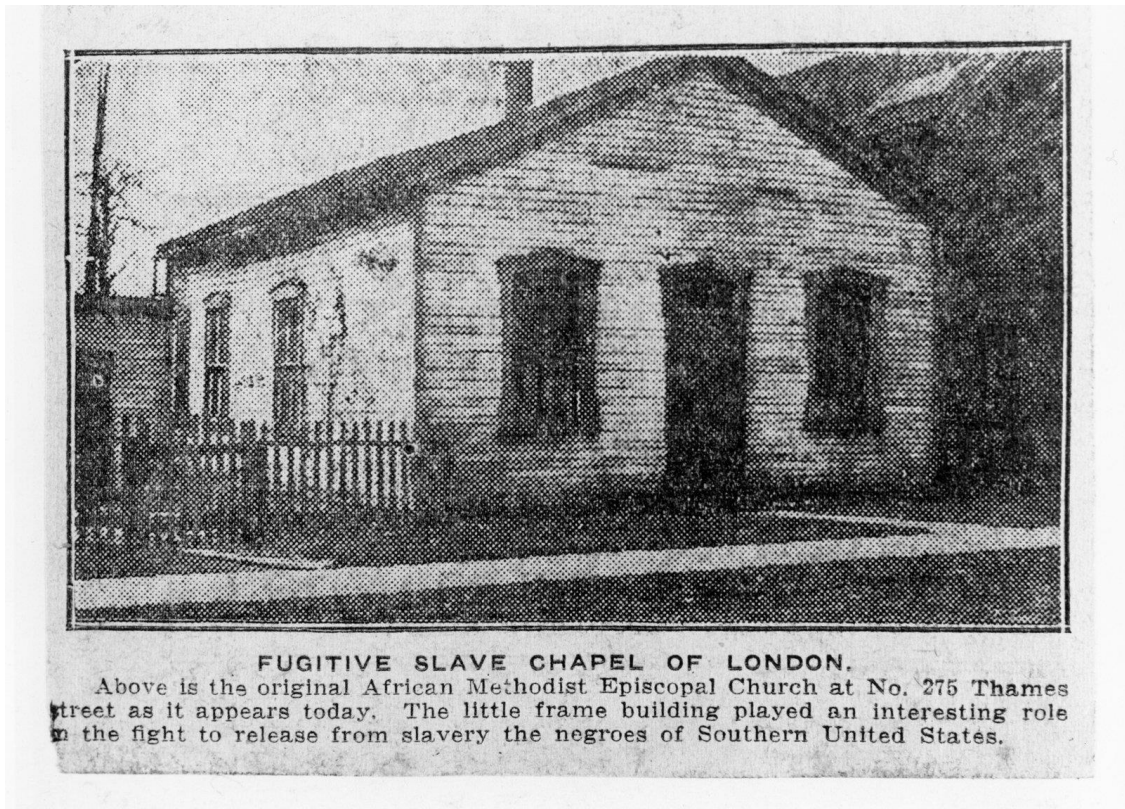 FUGITIVE SLAVE CHAPEL OF LONDON.
Above is the original African Methodist Episcopal Church at No. 275 Thames
Street as it appears today. The little frame building played an interesting role
in the fight to release from slavery the negroes of Southern United States.